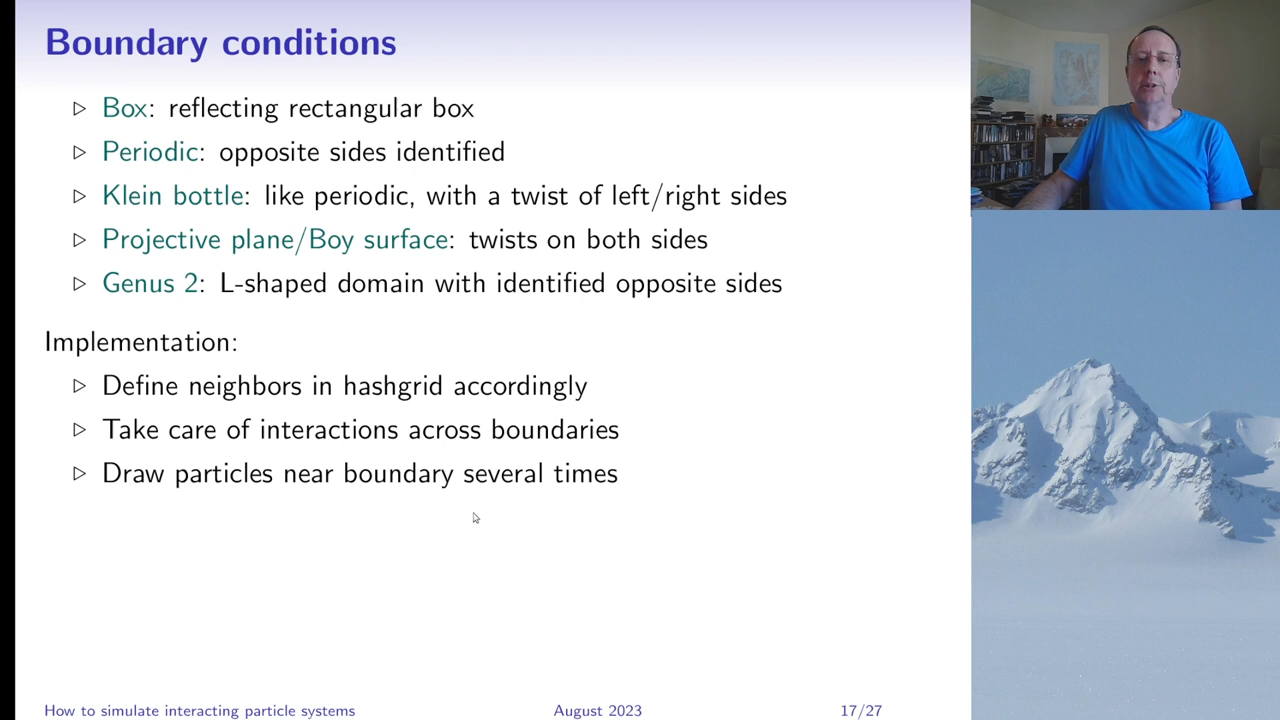 Boundary conditions
▷ Box: reflecting rectangular box
▷ Periodic: opposite sides identified
▷ Klein bottle: like periodic, with a twist of left/right sides
▷ Projective plane/Boy surface: twists on both sides
▷ Genus 2: L-shaped domain with identified opposite sides
Implementation:
▷ Define neighbors in hashgrid accordingly
▷ Take care of interactions across boundaries
▷ Draw particles near boundary several times
How to simulate interacting particle systems
August 2023
17/27